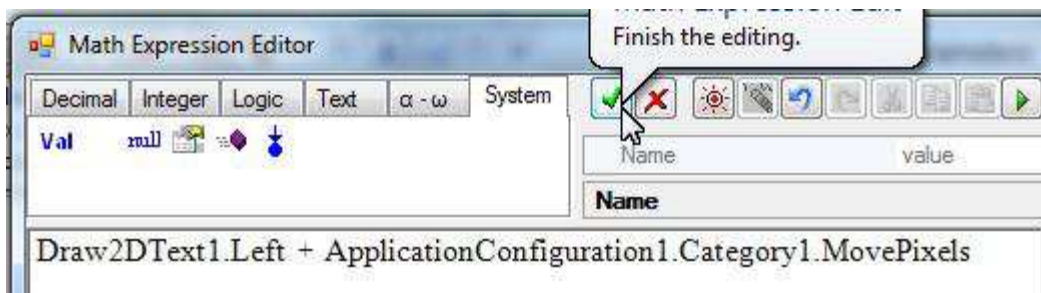 Finish the editing.
Math Expression Editor
Decimal Integer Logic Text α - ω System
Val null
Name value
Name
Draw2DText1.Left + ApplicationConfiguration1.Category1.MovePixels